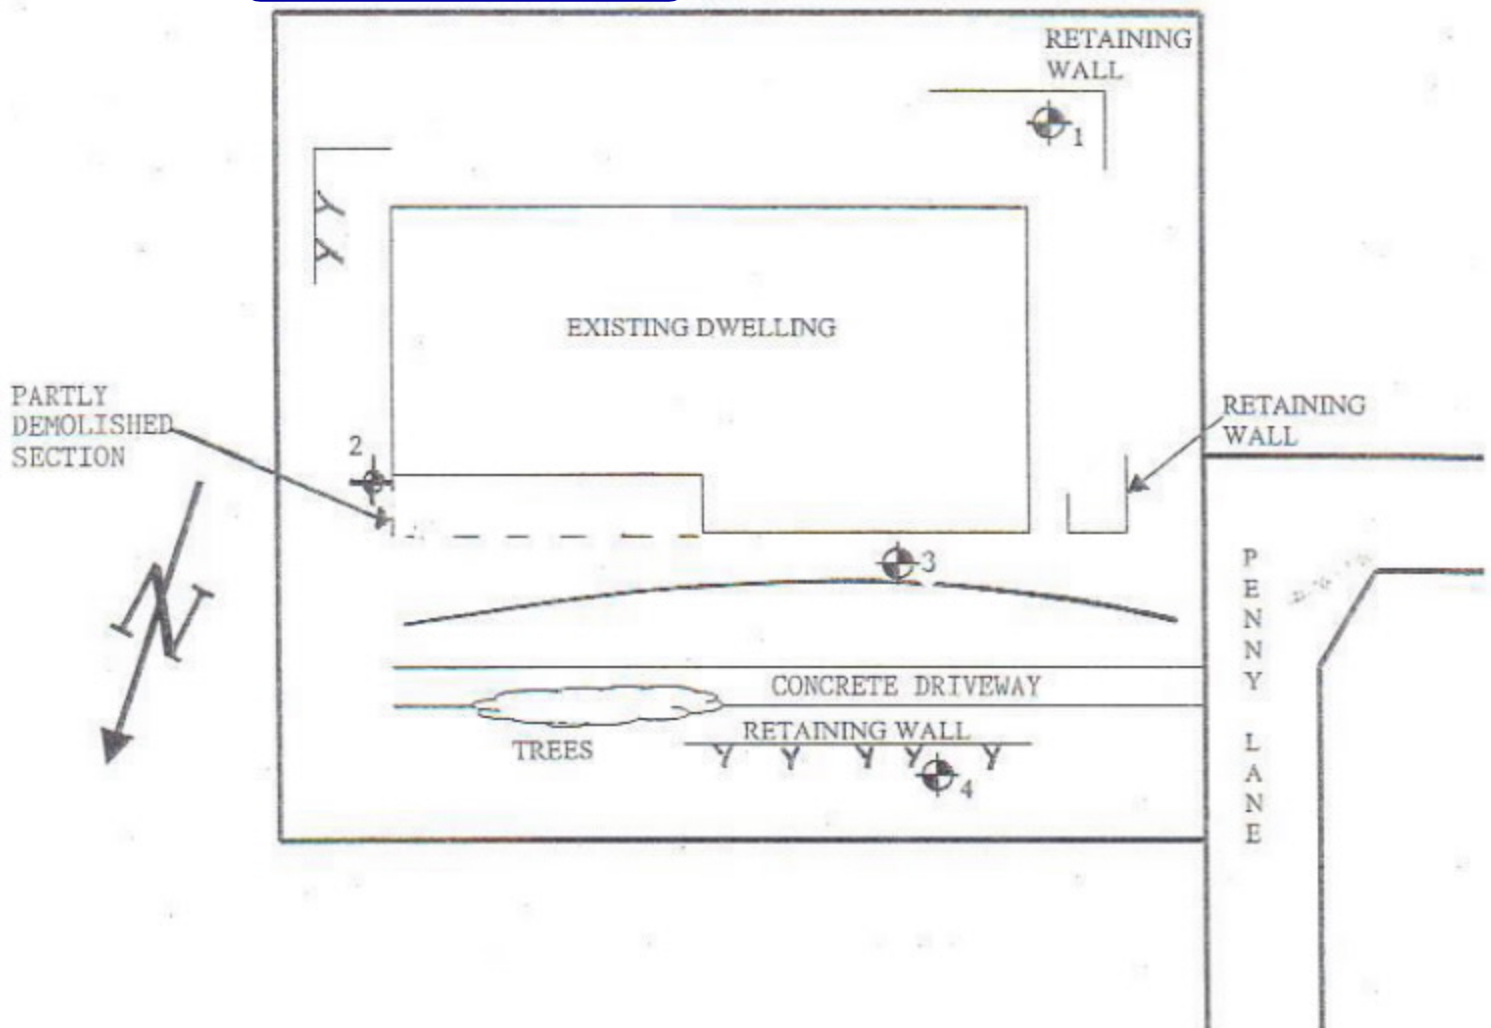 RETAINING
WALL
1
EXISTING DWELLING
PARTLY
DEMOLISHED
SECTION
2
RETAINING
WALL
3
N
PENNY LANE
CONCRETE DRIVEWAY
RETAINING WALL
TREES
4